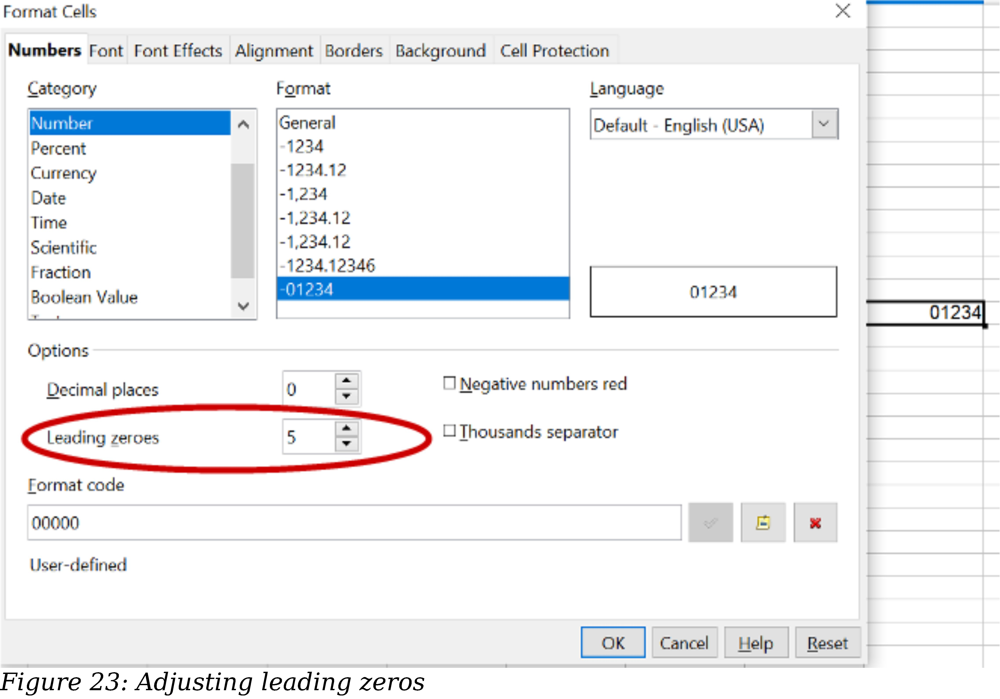 Format Cells
Numbers Font Font Effects Alignment Borders Background Cell Protection
Category Format Language
Number
Percent
Currency
Date
Time
Scientific
Fraction
Boolean Value
General
-1234
-1234.12
-1,234
-1,234.12
-1,234.12
-1234.12346
-01234
Default - English (USA)
01234
01234
Options
Decimal places 0 Negative numbers red
Leading zeroes 5 Thousands separator
Format code
00000
User-defined
OK Cancel Help Reset
Figure 23: Adjusting leading zeros